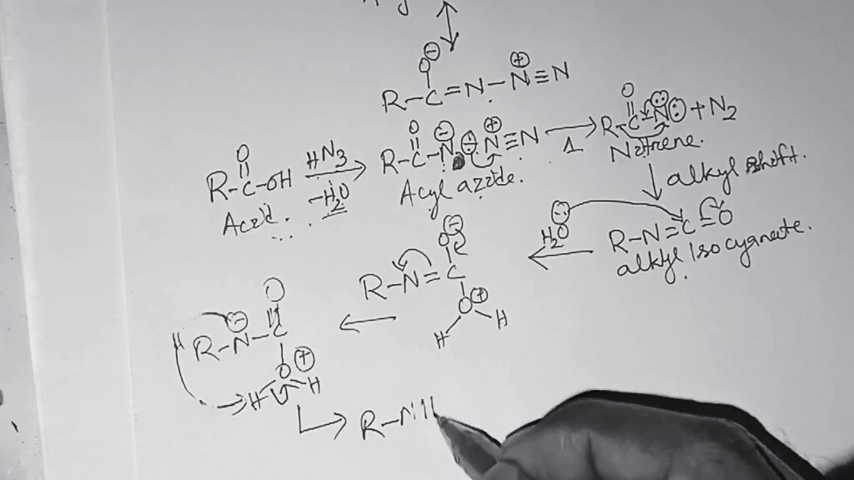 O⊖
R-C=N-N⊕≡N
R-C(=O)-OH HN3 -H2O
Acid.
R-C(=O)-N⊖-N⊕≡N
Acyl azide.
Δ
R-C(=O)-N: + N2
Nitrene.
alkyl shift.
R-N=C=O
alkyl isocyanate.
H2O
R-N=C(-O⊖)-O⊕ H H
R-N⊖-C(=O)-O⊕ H H
R-NH